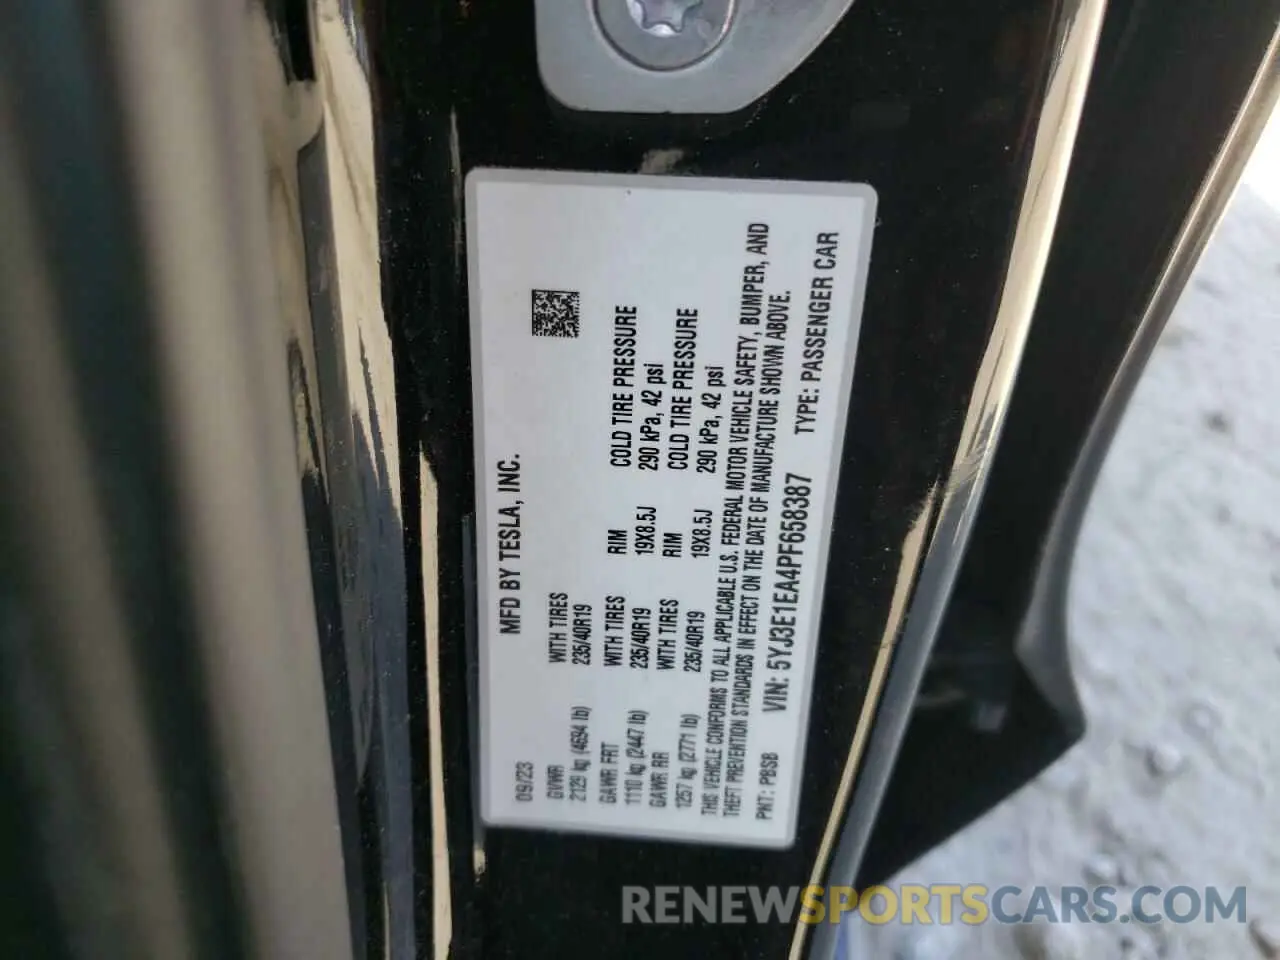 MFD BY TESLA, INC.
09/23
GVWR WITH TIRES
2129 kg (4694 lb) 235/40R19
GAWR FRT WITH TIRES RIM COLD TIRE PRESSURE
1110 kg (2447 lb) 235/40R19 19X8.5J 290 kPa, 42 psi
GAWR RR WITH TIRES RIM COLD TIRE PRESSURE
1257 kg (2771 lb) 235/40R19 19X8.5J 290 kPa, 42 psi
THIS VEHICLE CONFORMS TO ALL APPLICABLE U.S. FEDERAL MOTOR VEHICLE SAFETY, BUMPER, AND
THEFT PREVENTION STANDARDS IN EFFECT ON THE DATE OF MANUFACTURE SHOWN ABOVE.
PNT: PBSB VIN: 5YJ3E1EA4PF658387 TYPE: PASSENGER CAR
RENEWSPORTSCARS.COM